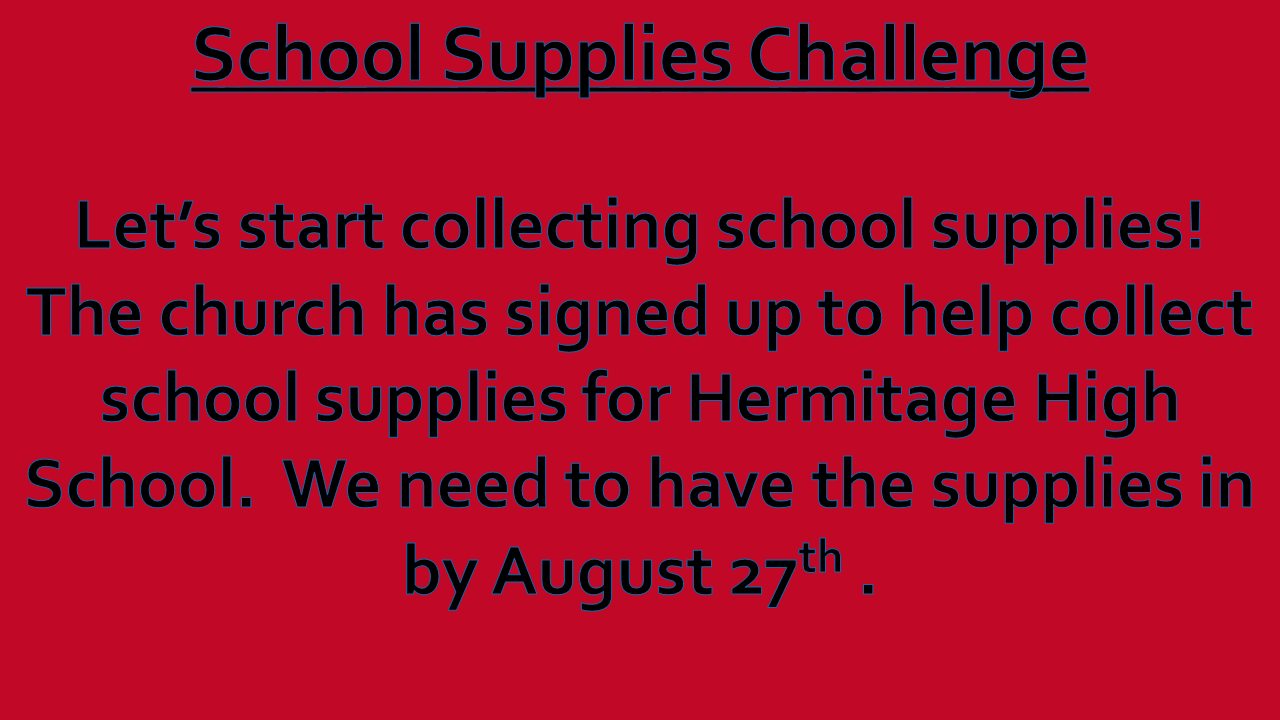 School Supplies Challenge
Let’s start collecting school supplies!
The church has signed up to help collect
school supplies for Hermitage High
School.  We need to have the supplies in
by August 27th .